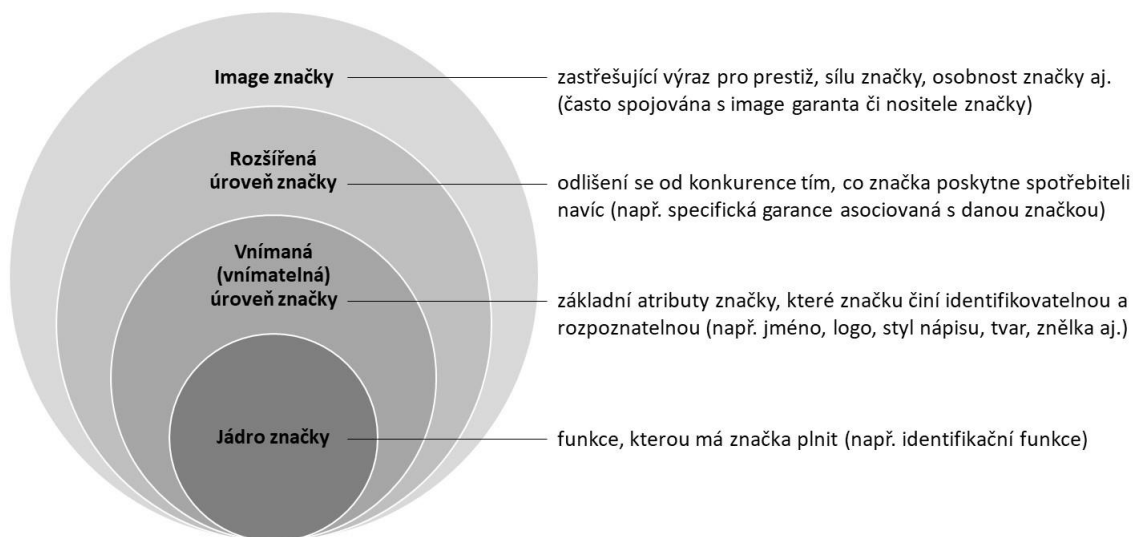 Image značky
zastřešující výraz pro prestiž, sílu značky, osobnost značky aj.
(často spojována s image garanta či nositele značky)
Rozšířená
úroveň značky
odlišení se od konkurence tím, co značka poskytne spotřebiteli
navíc (např. specifická garance asociovaná s danou značkou)
Vnímaná
(vnímatelná)
úroveň značky
základní atributy značky, které značku činí identifikovatelnou a
rozpoznatelnou (např. jméno, logo, styl nápisu, tvar, znělka aj.)
Jádro značky
funkce, kterou má značka plnit (např. identifikační funkce)